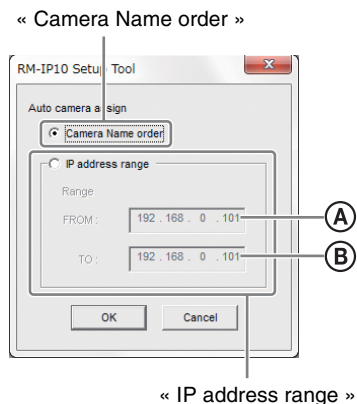 « Camera Name order »
RM-IP10 Setup Tool
Auto camera assign
Camera Name order
IP address range
Range
FROM : 192 . 168 . 0 . 101
A
TO : 192 . 168 . 0 . 101
B
OK Cancel
« IP address range »